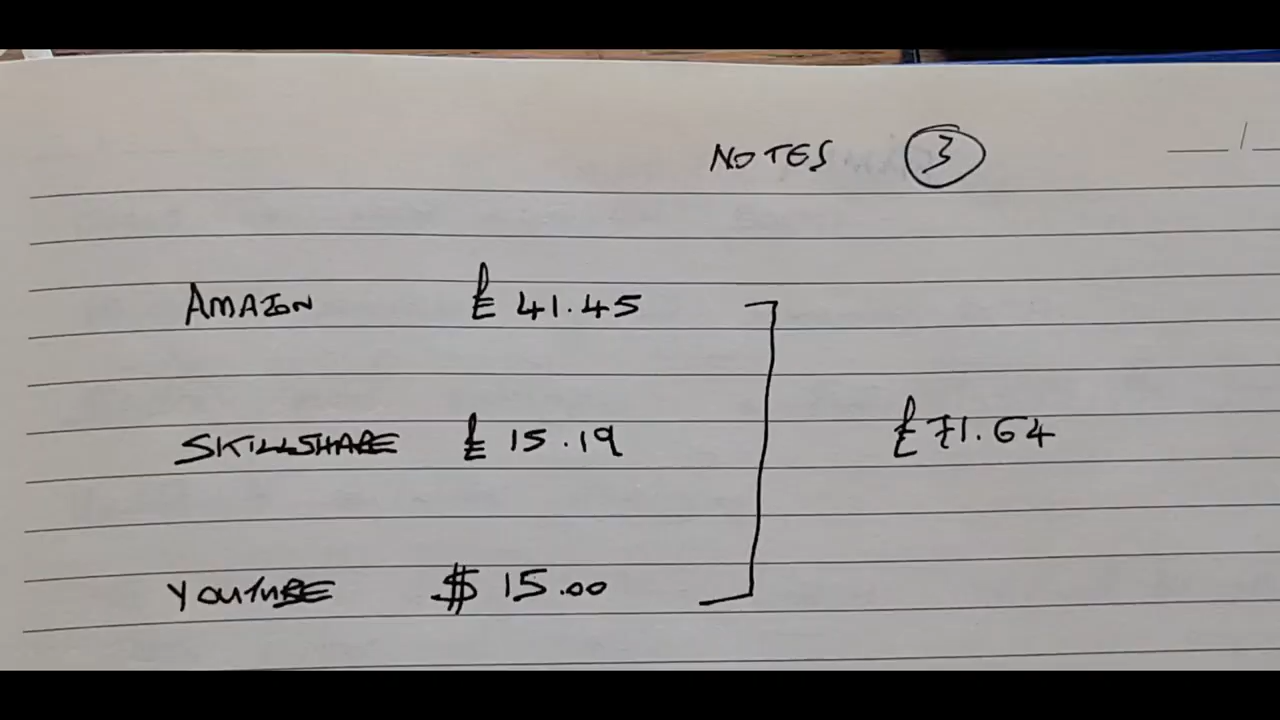 NOTES 3
AMAZON £ 41.45
SKILLSHARE £ 15.19
£ 71.64
YOUTUBE $ 15.00